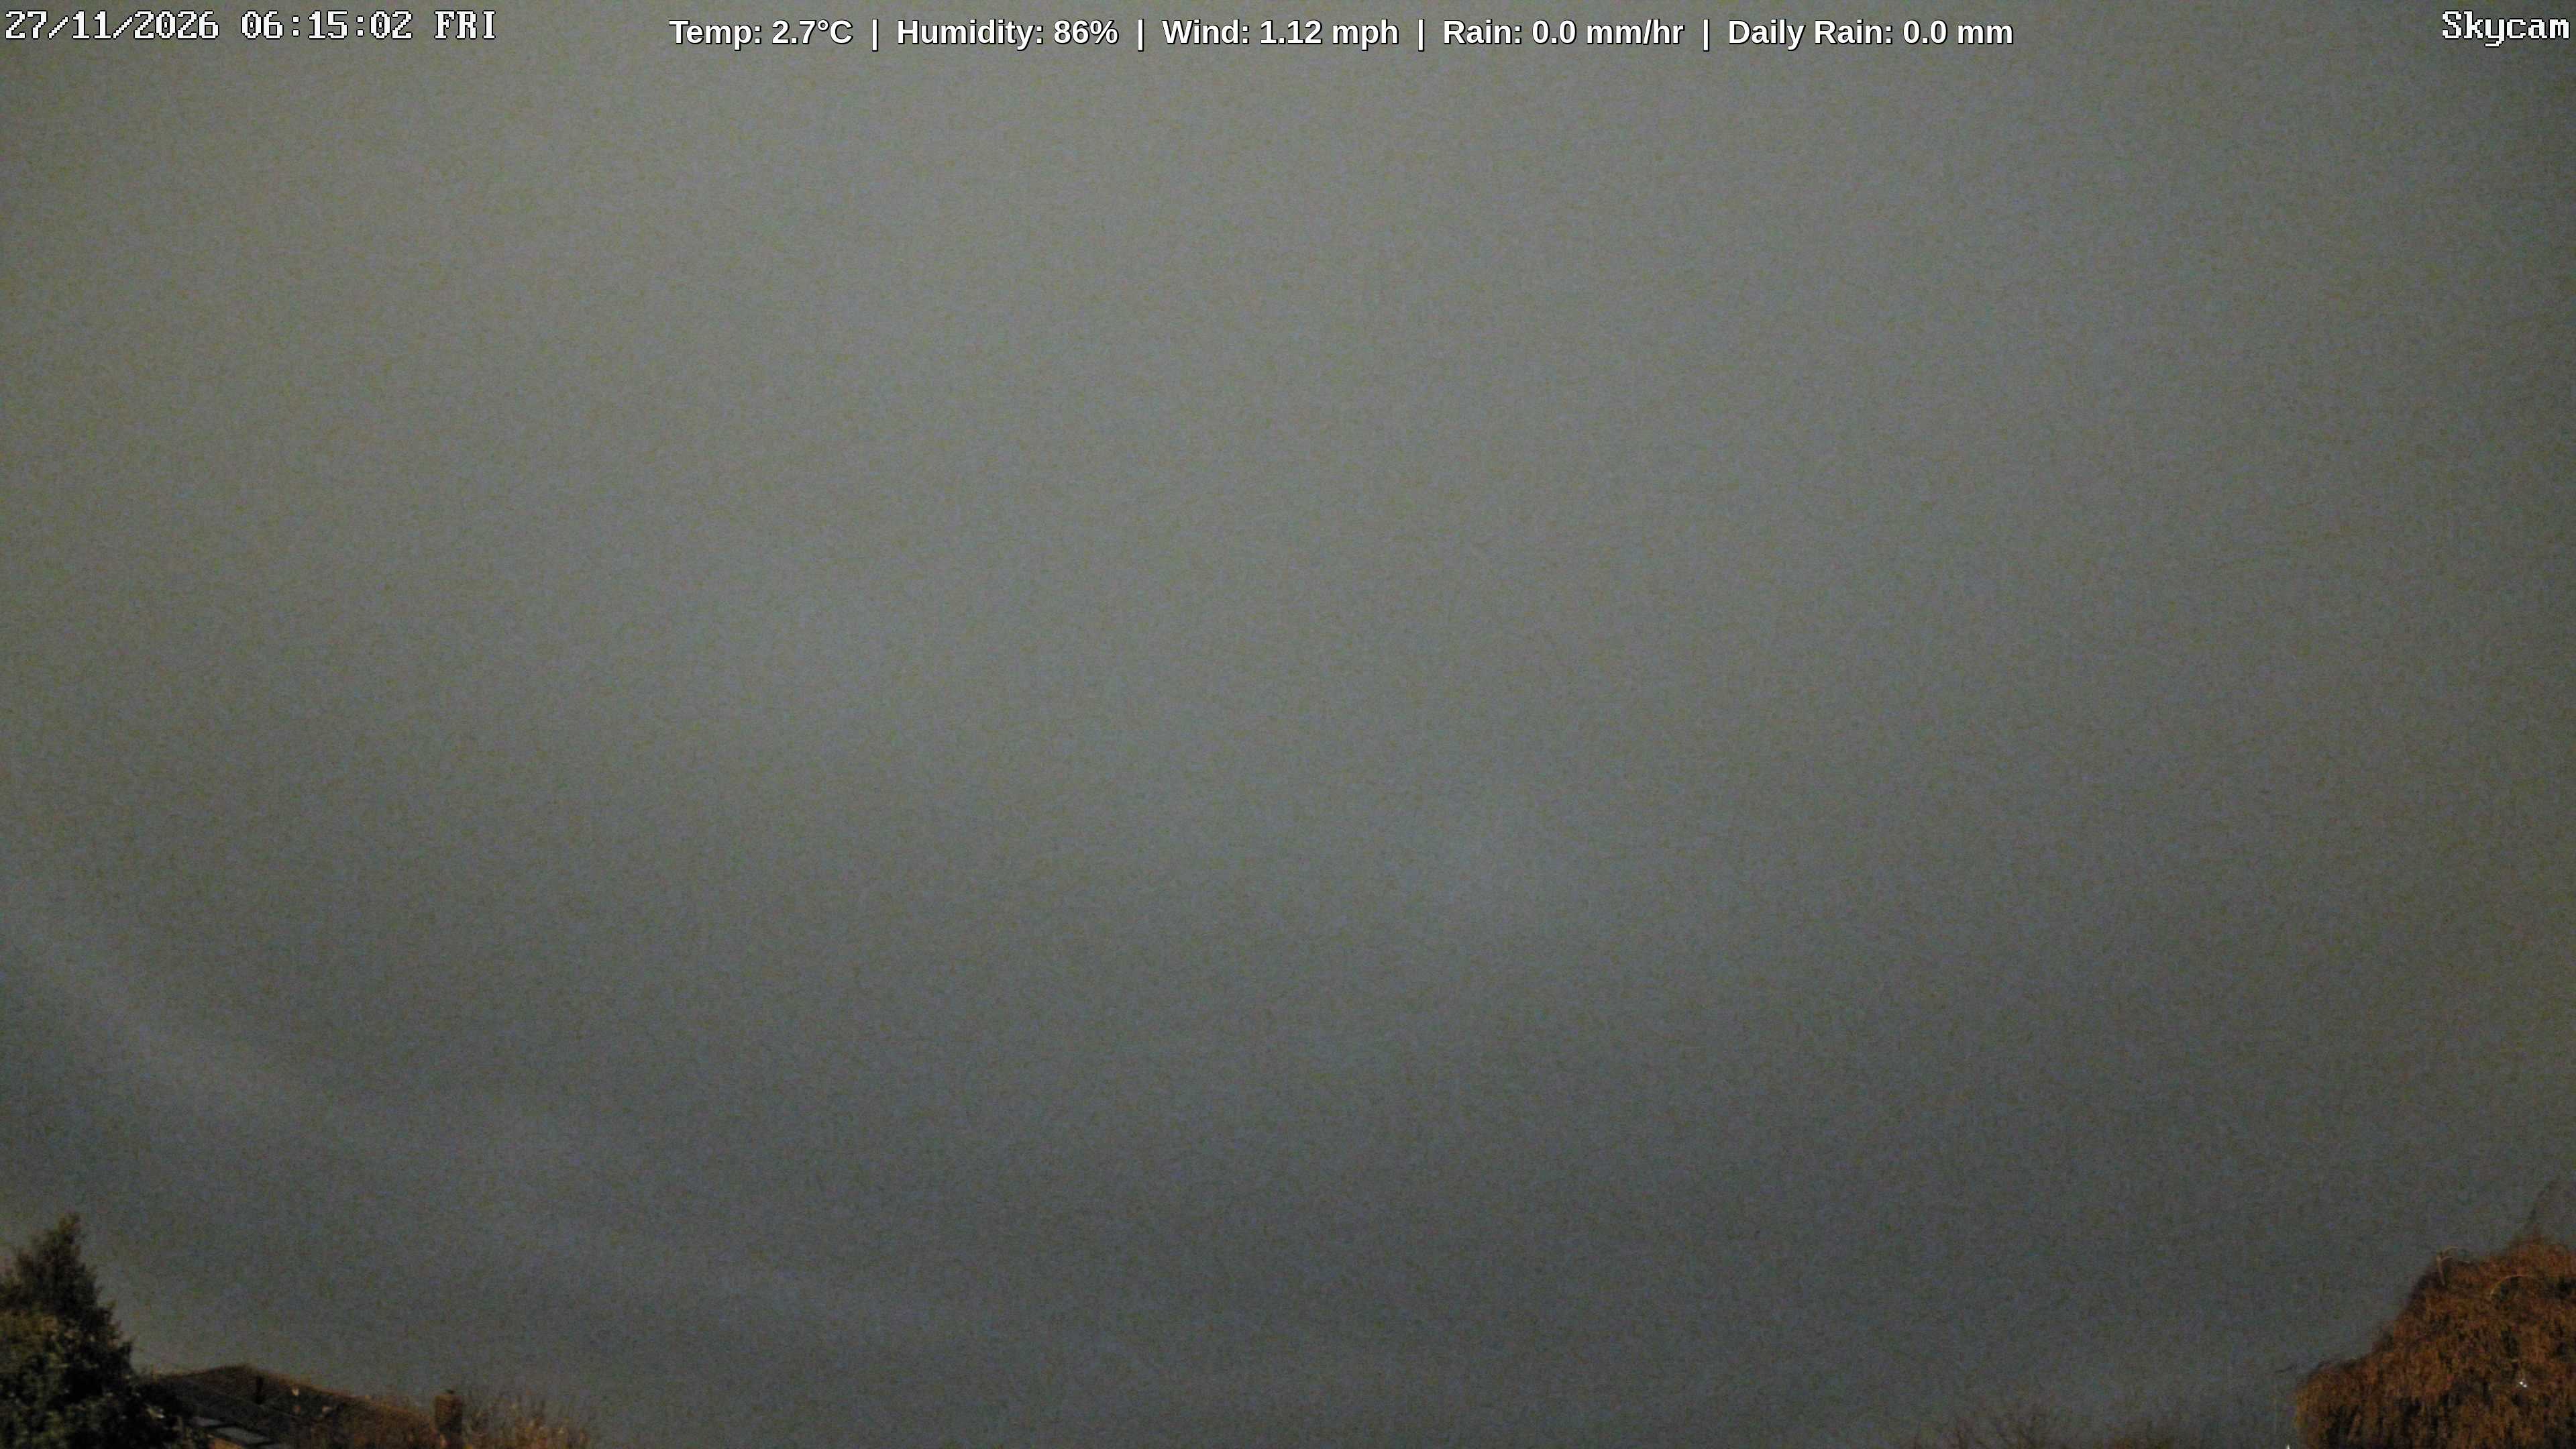 27/11/2026 06:15:02 FRI
Temp: 2.7°C | Humidity: 86% | Wind: 1.12 mph | Rain: 0.0 mm/hr | Daily Rain: 0.0 mm
Skycam